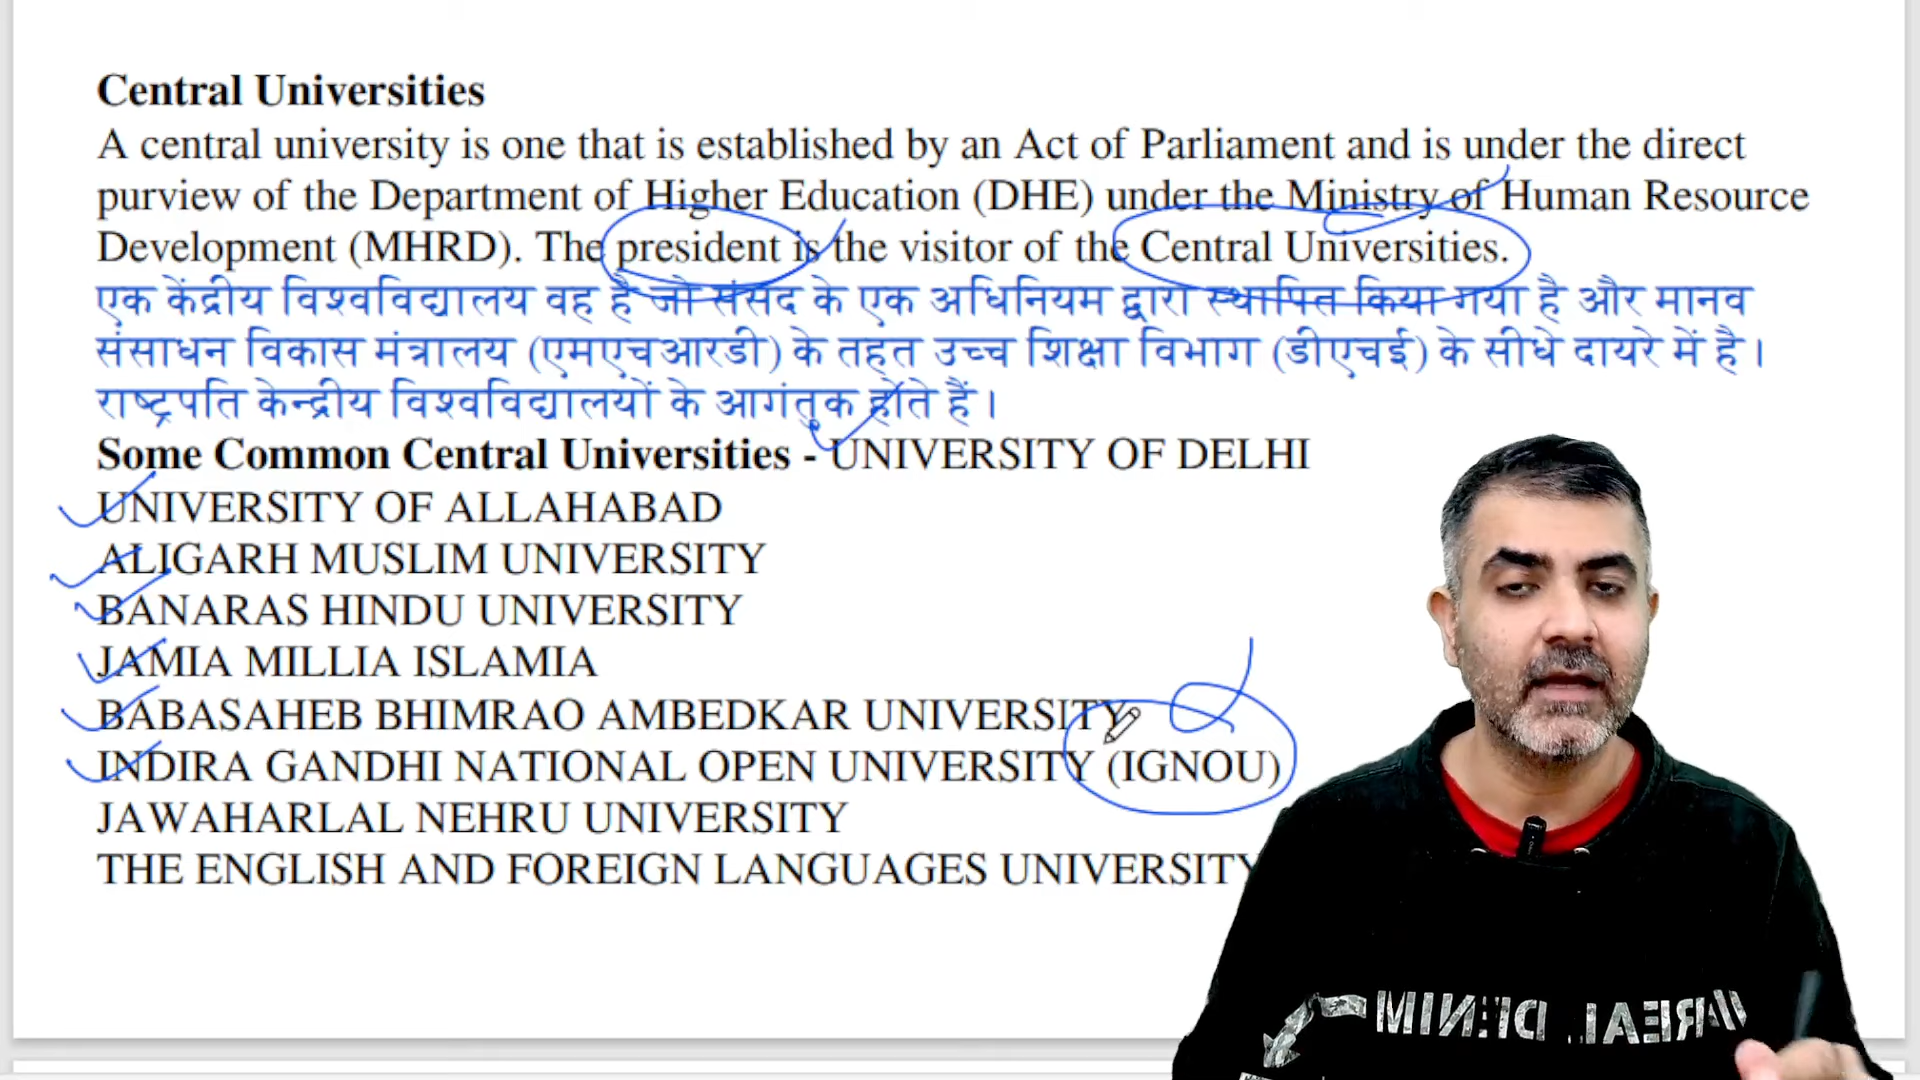 Central Universities
A central university is one that is established by an Act of Parliament and is under the direct
purview of the Department of Higher Education (DHE) under the Ministry of Human Resource
Development (MHRD). The president is the visitor of the Central Universities.
एक केंद्रीय विश्वविद्यालय वह है जो संसद के एक अधिनियम द्वारा स्थापित किया गया है और मानव
संसाधन विकास मंत्रालय (एमएचआरडी) के तहत उच्च शिक्षा विभाग (डीएचई) के सीधे दायरे में है।
राष्ट्रपति केन्द्रीय विश्वविद्यालयों के आगंतुक होते हैं।
Some Common Central Universities - UNIVERSITY OF DELHI
UNIVERSITY OF ALLAHABAD
ALIGARH MUSLIM UNIVERSITY
BANARAS HINDU UNIVERSITY
JAMIA MILLIA ISLAMIA
BABASAHEB BHIMRAO AMBEDKAR UNIVERSITY
INDIRA GANDHI NATIONAL OPEN UNIVERSITY (IGNOU)
JAWAHARLAL NEHRU UNIVERSITY
THE ENGLISH AND FOREIGN LANGUAGES UNIVERSITY
REAL DENIM